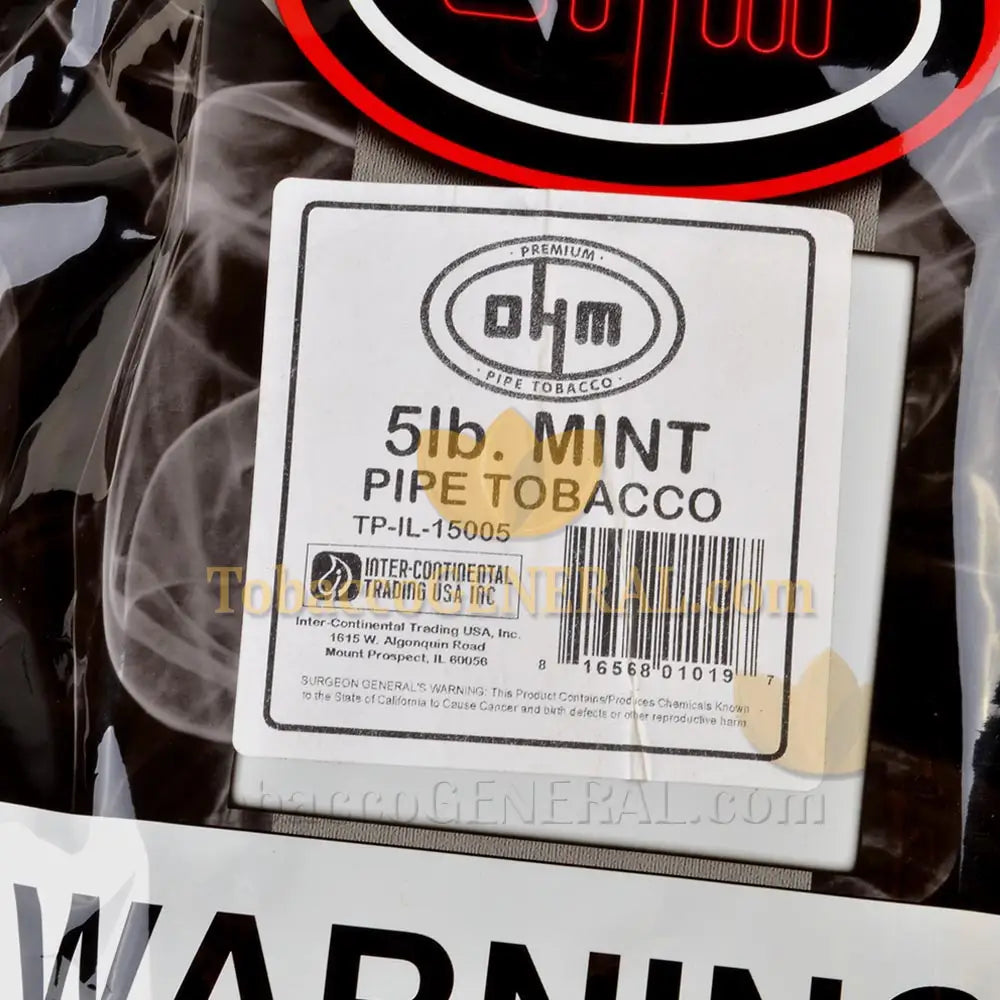 PREMIUM
ohm
PIPE TOBACCO
5lb. MINT
PIPE TOBACCO
TP-IL-15005
INTER-CONTINENTAL
TRADING USA INC
TobaccoGENERAL.com
Inter-Continental Trading USA, Inc.
1615 W. Algonquin Road
Mount Prospect, IL 60056
8 16568 01019 7
SURGEON GENERAL'S WARNING: This Product Contains/Produces Chemicals Known
to the State of California to Cause Cancer and birth defects or other reproductive harm
baccoGENERAL.com
WARNING